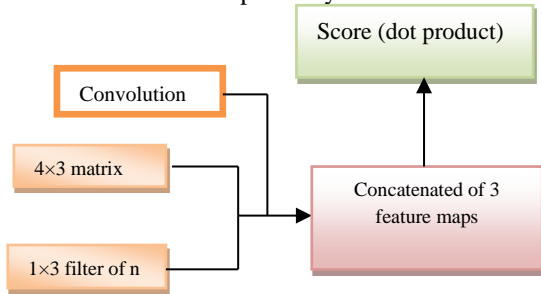 Score (dot product)
Convolution
4×3 matrix
Concatenated of 3
feature maps
1×3 filter of n